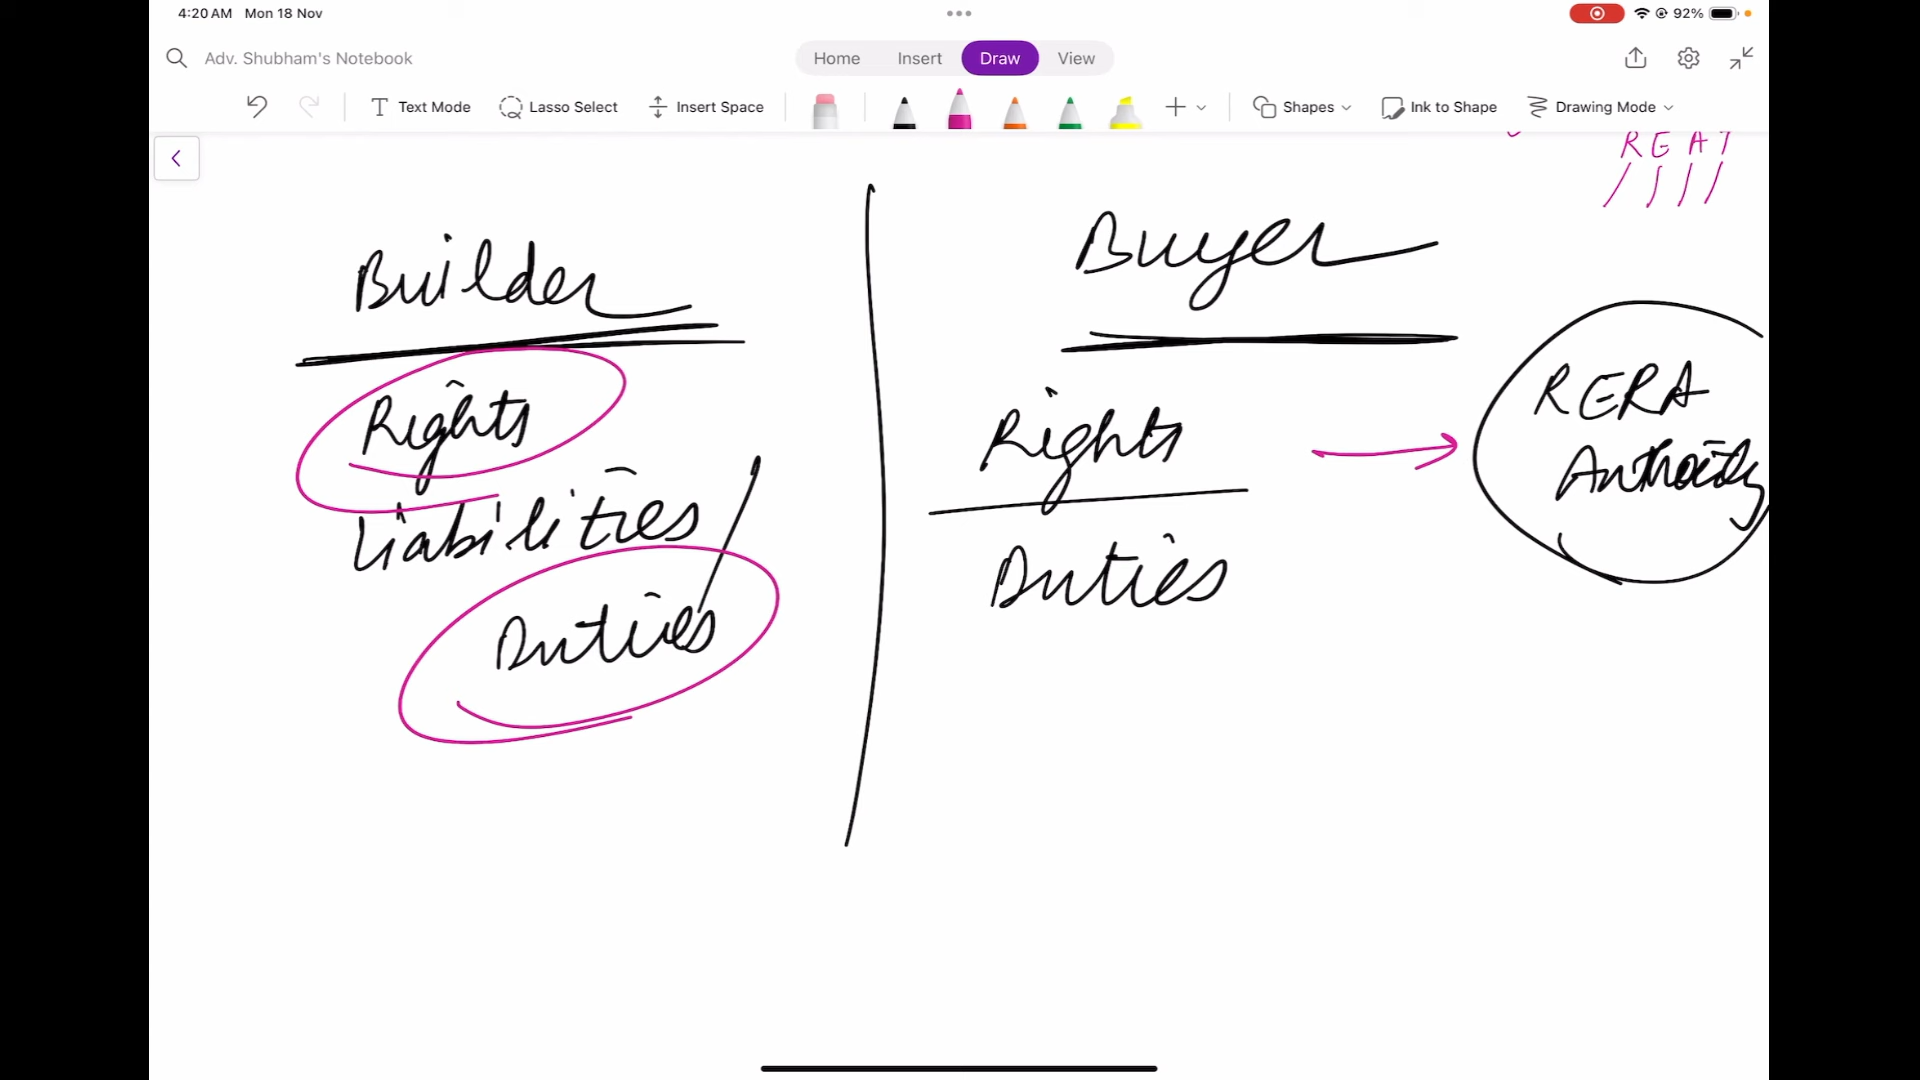 4:20 AM Mon 18 Nov
92%
Adv. Shubham's Notebook
Home Insert Draw View
Text Mode Lasso Select Insert Space Shapes Ink to Shape Drawing Mode
R E A T
Builder
Buyer
Rights
Liabilities
Duties
Rights
Duties
RERA
Authority